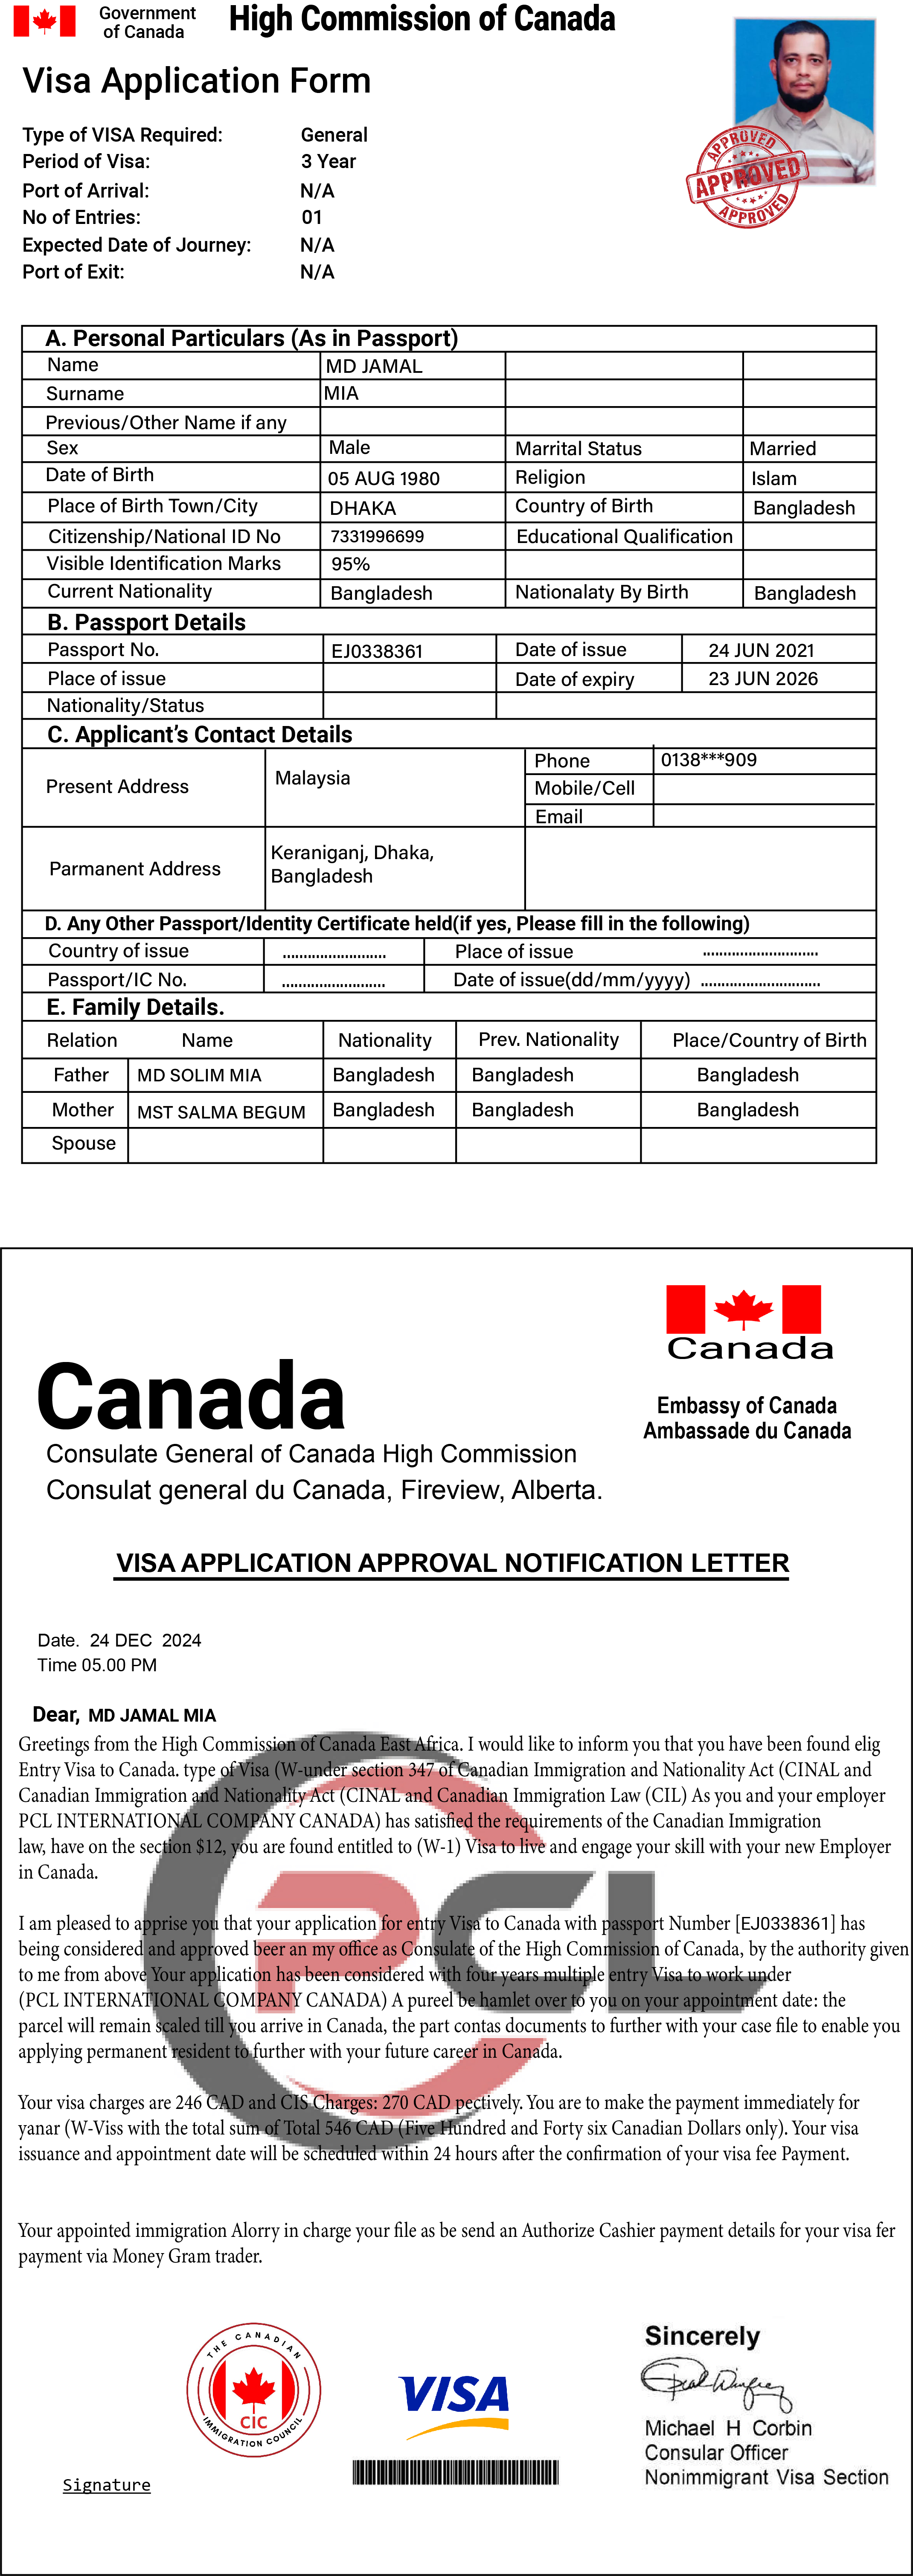 Government
of Canada
High Commission of Canada
Visa Application Form
Type of VISA Required: General
Period of Visa: 3 Year
Port of Arrival: N/A
No of Entries: 01
Expected Date of Journey: N/A
Port of Exit: N/A
APPROVED
APPROVED
APPROVED
A. Personal Particulars (As in Passport)
Name MD JAMAL
Surname MIA
Previous/Other Name if any
Sex Male Marrital Status Married
Date of Birth 05 AUG 1980 Religion Islam
Place of Birth Town/City DHAKA Country of Birth Bangladesh
Citizenship/National ID No 7331996699 Educational Qualification
Visible Identification Marks 95%
Current Nationality Bangladesh Nationalaty By Birth Bangladesh
B. Passport Details
Passport No. EJ0338361 Date of issue 24 JUN 2021
Place of issue Date of expiry 23 JUN 2026
Nationality/Status
C. Applicant's Contact Details
Present Address Malaysia Phone 0138***909
Mobile/Cell
Email
Parmanent Address Keraniganj, Dhaka,
Bangladesh
D. Any Other Passport/Identity Certificate held(if yes, Please fill in the following)
Country of issue ......................... Place of issue ............................
Passport/IC No. ......................... Date of issue(dd/mm/yyyy) .............................
E. Family Details.
Relation Name Nationality Prev. Nationality Place/Country of Birth
Father MD SOLIM MIA Bangladesh Bangladesh Bangladesh
Mother MST SALMA BEGUM Bangladesh Bangladesh Bangladesh
Spouse
Canada
Embassy of Canada
Ambassade du Canada
Canada
Consulate General of Canada High Commission
Consulat general du Canada, Fireview, Alberta.
VISA APPLICATION APPROVAL NOTIFICATION LETTER
Date. 24 DEC 2024
Time 05.00 PM
Dear, MD JAMAL MIA
Greetings from the High Commission of Canada East Africa. I would like to inform you that you have been found elig
Entry Visa to Canada. type of Visa (W-under section 347 of Canadian Immigration and Nationality Act (CINAL and
Canadian Immigration and Nationality Act (CINAL and Canadian Immigration Law (CIL) As you and your employer
PCL INTERNATIONAL COMPANY CANADA) has satisfied the requirements of the Canadian Immigration
law, have on the section $12, you are found entitled to (W-1) Visa to live and engage your skill with your new Employer
in Canada.
I am pleased to apprise you that your application for entry Visa to Canada with passport Number [EJ0338361] has
being considered and approved beer an my office as Consulate of the High Commission of Canada, by the authority given
to me from above Your application has been considered with four years multiple entry Visa to work under
(PCL INTERNATIONAL COMPANY CANADA) A pureel be hamlet over to you on your appointment date: the
parcel will remain scaled till you arrive in Canada, the part contas documents to further with your case file to enable you
applying permanent resident to further with your future career in Canada.
Your visa charges are 246 CAD and CIS Charges: 270 CAD pectively. You are to make the payment immediately for
yanar (W-Viss with the total sum of Total 546 CAD (Five Hundred and Forty six Canadian Dollars only). Your visa
issuance and appointment date will be scheduled within 24 hours after the confirmation of your visa fee Payment.
Your appointed immigration Alorry in charge your file as be send an Authorize Cashier payment details for your visa fer
payment via Money Gram trader.
PCL
THE CANADIAN
CIC
IMMIGRATION COUNCIL
VISA
Signature
Sincerely
Michael H Corbin
Consular Officer
Nonimmigrant Visa Section